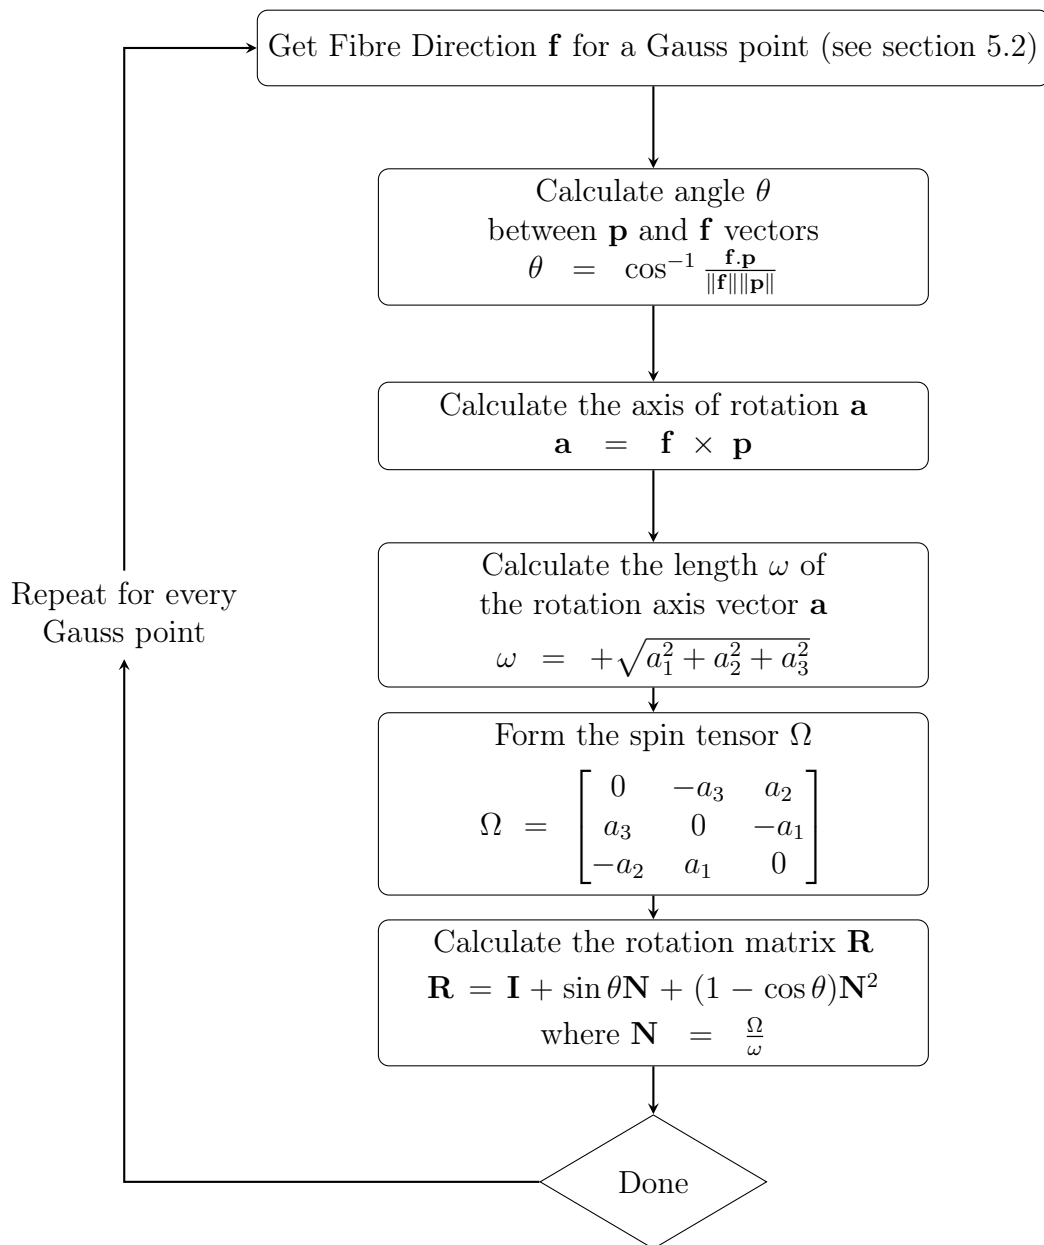 Get Fibre Direction f for a Gauss point (see section 5.2)
Calculate angle θ
between p and f vectors
θ = cos⁻¹ f.p / ‖f‖‖p‖
Calculate the axis of rotation a
a = f × p
Calculate the length ω of
the rotation axis vector a
ω = +√(a₁² + a₂² + a₃²)
Form the spin tensor Ω
Ω = [0 −a₃ a₂
a₃ 0 −a₁
−a₂ a₁ 0]
Calculate the rotation matrix R
R = I + sin θN + (1 − cos θ)N²
where N = Ω/ω
Done
Repeat for every
Gauss point